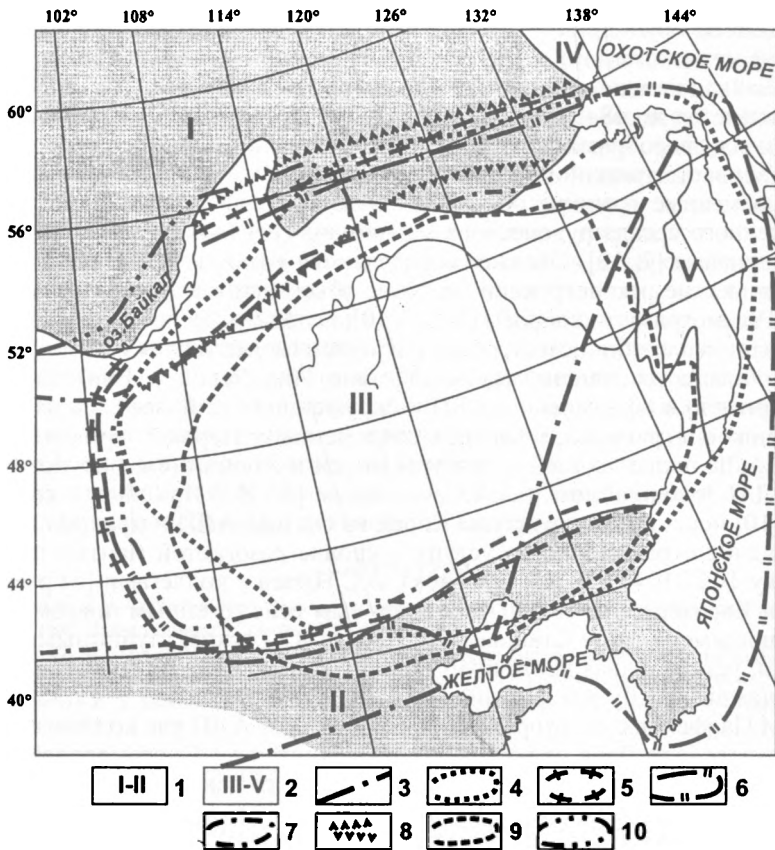 102° 108° 114° 120° 126° 132° 138° 144°
IV
ОХОТСКОЕ МОРЕ
60°
I
56°
V
оз.Байкал
52°
III
48°
44°
ЯПОНСКОЕ МОРЕ
ЖЕЛТОЕ МОРЕ
40°
II
I-II 1 III-V 2 3 4 5 6
7 8 9 10